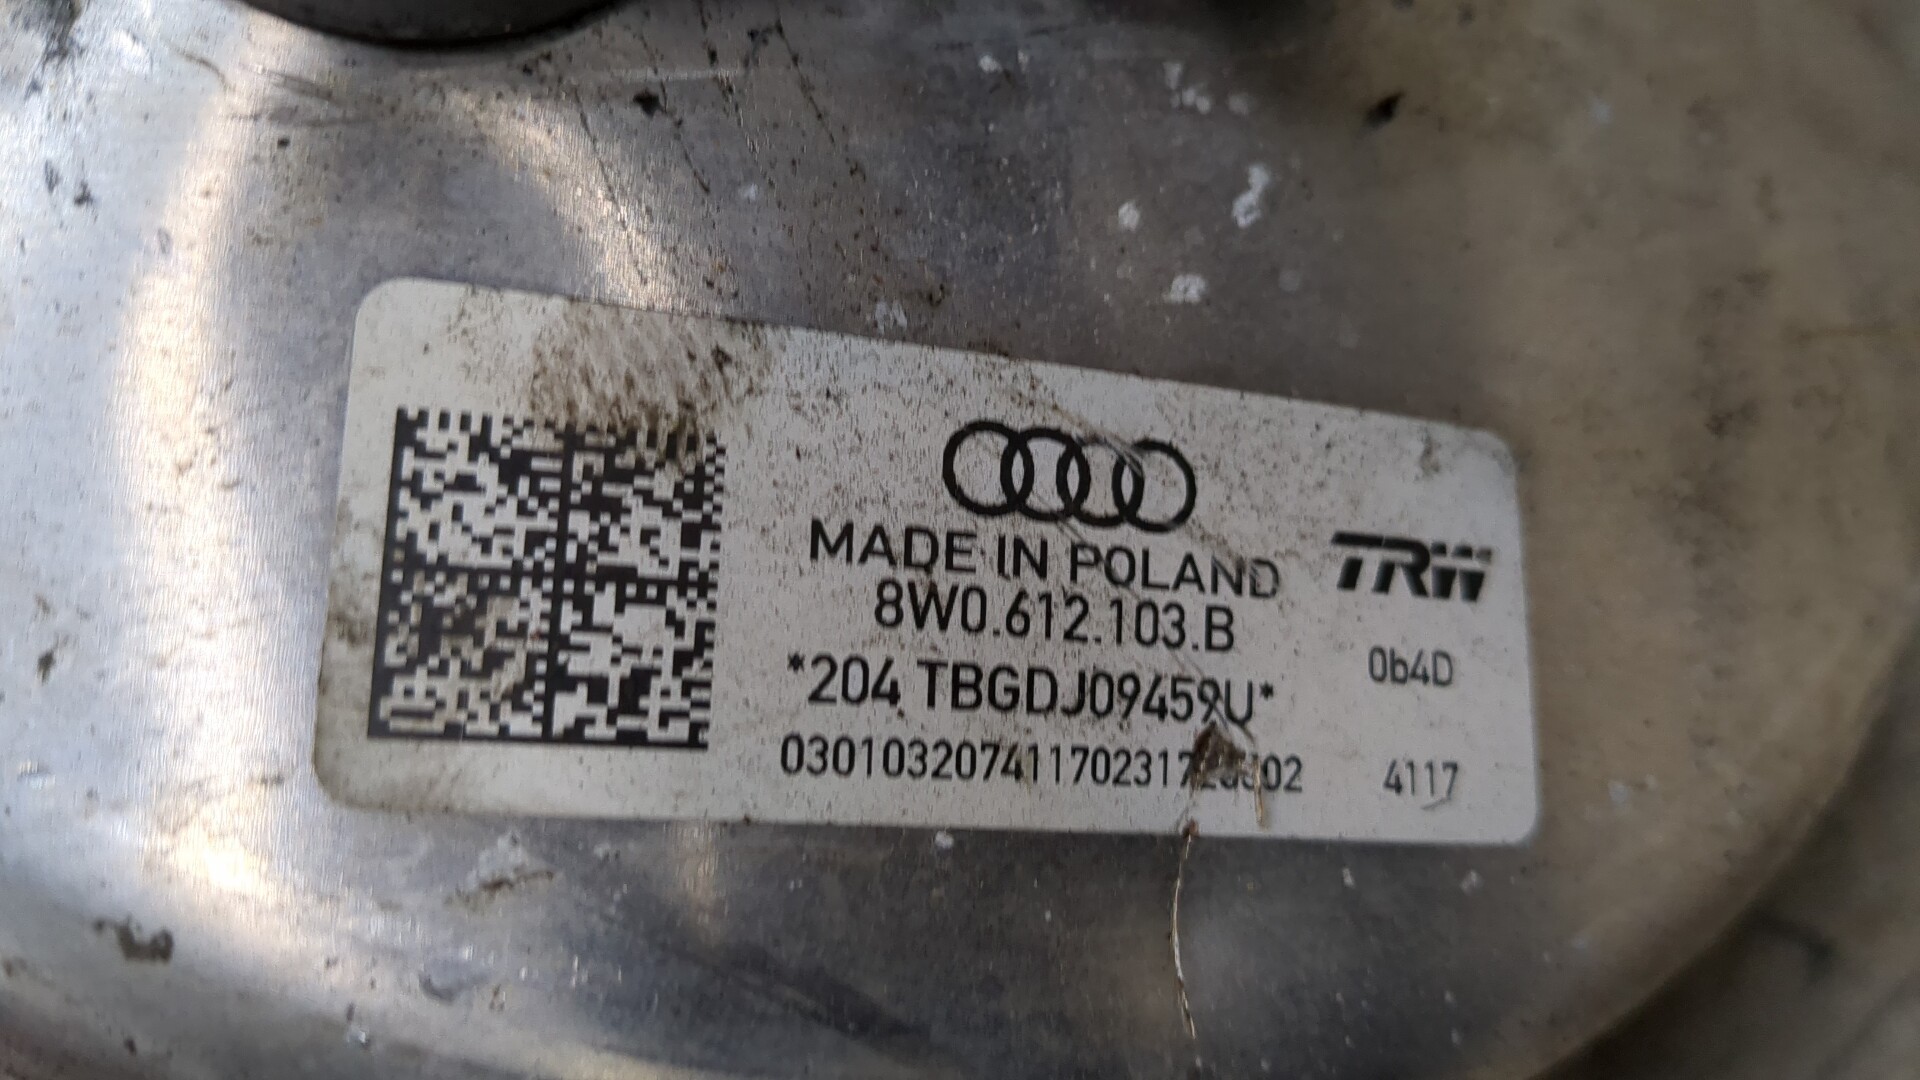 MADE IN POLAND
TRW
8W0.612.103.B
0b4D
*204 TBGDJ09459U*
4117